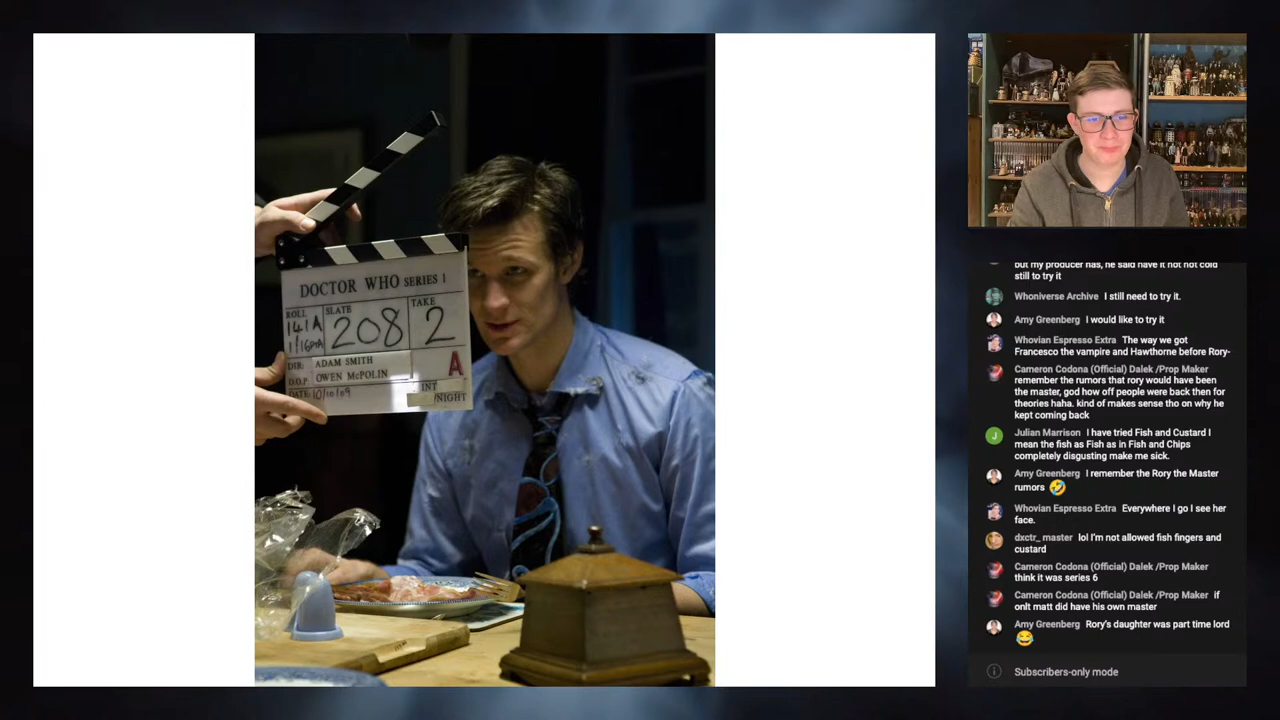 DOCTOR WHO SERIES 1
ROLL
SLATE
TAKE
141A
208
2
DIR: ADAM SMITH
A
D.O.P. OWEN McPOLIN
DATE: 10/10/09
INT
/NIGHT
but my producer has, he said have it hot not cold
still to try it
Whoniverse Archive I still need to try it.
Amy Greenberg I would like to try it
Whovian Espresso Extra The way we got
Francesco the vampire and Hawthorne before Rory-
Cameron Codona (Official) Dalek /Prop Maker
remember the rumors that rory would have been
the master, god how off people were back then for
theories haha. kind of makes sense tho on why he
kept coming back
Julian Marrison I have tried Fish and Custard I
mean the fish as Fish as in Fish and Chips
completely disgusting make me sick.
Amy Greenberg I remember the Rory the Master
rumors 🤣
Whovian Espresso Extra Everywhere I go I see her
face.
dxctr_ master lol I'm not allowed fish fingers and
custard
Cameron Codona (Official) Dalek /Prop Maker
think it was series 6
Cameron Codona (Official) Dalek /Prop Maker if
onlt matt did have his own master
Amy Greenberg Rory's daughter was part time lord
😂
Subscribers-only mode